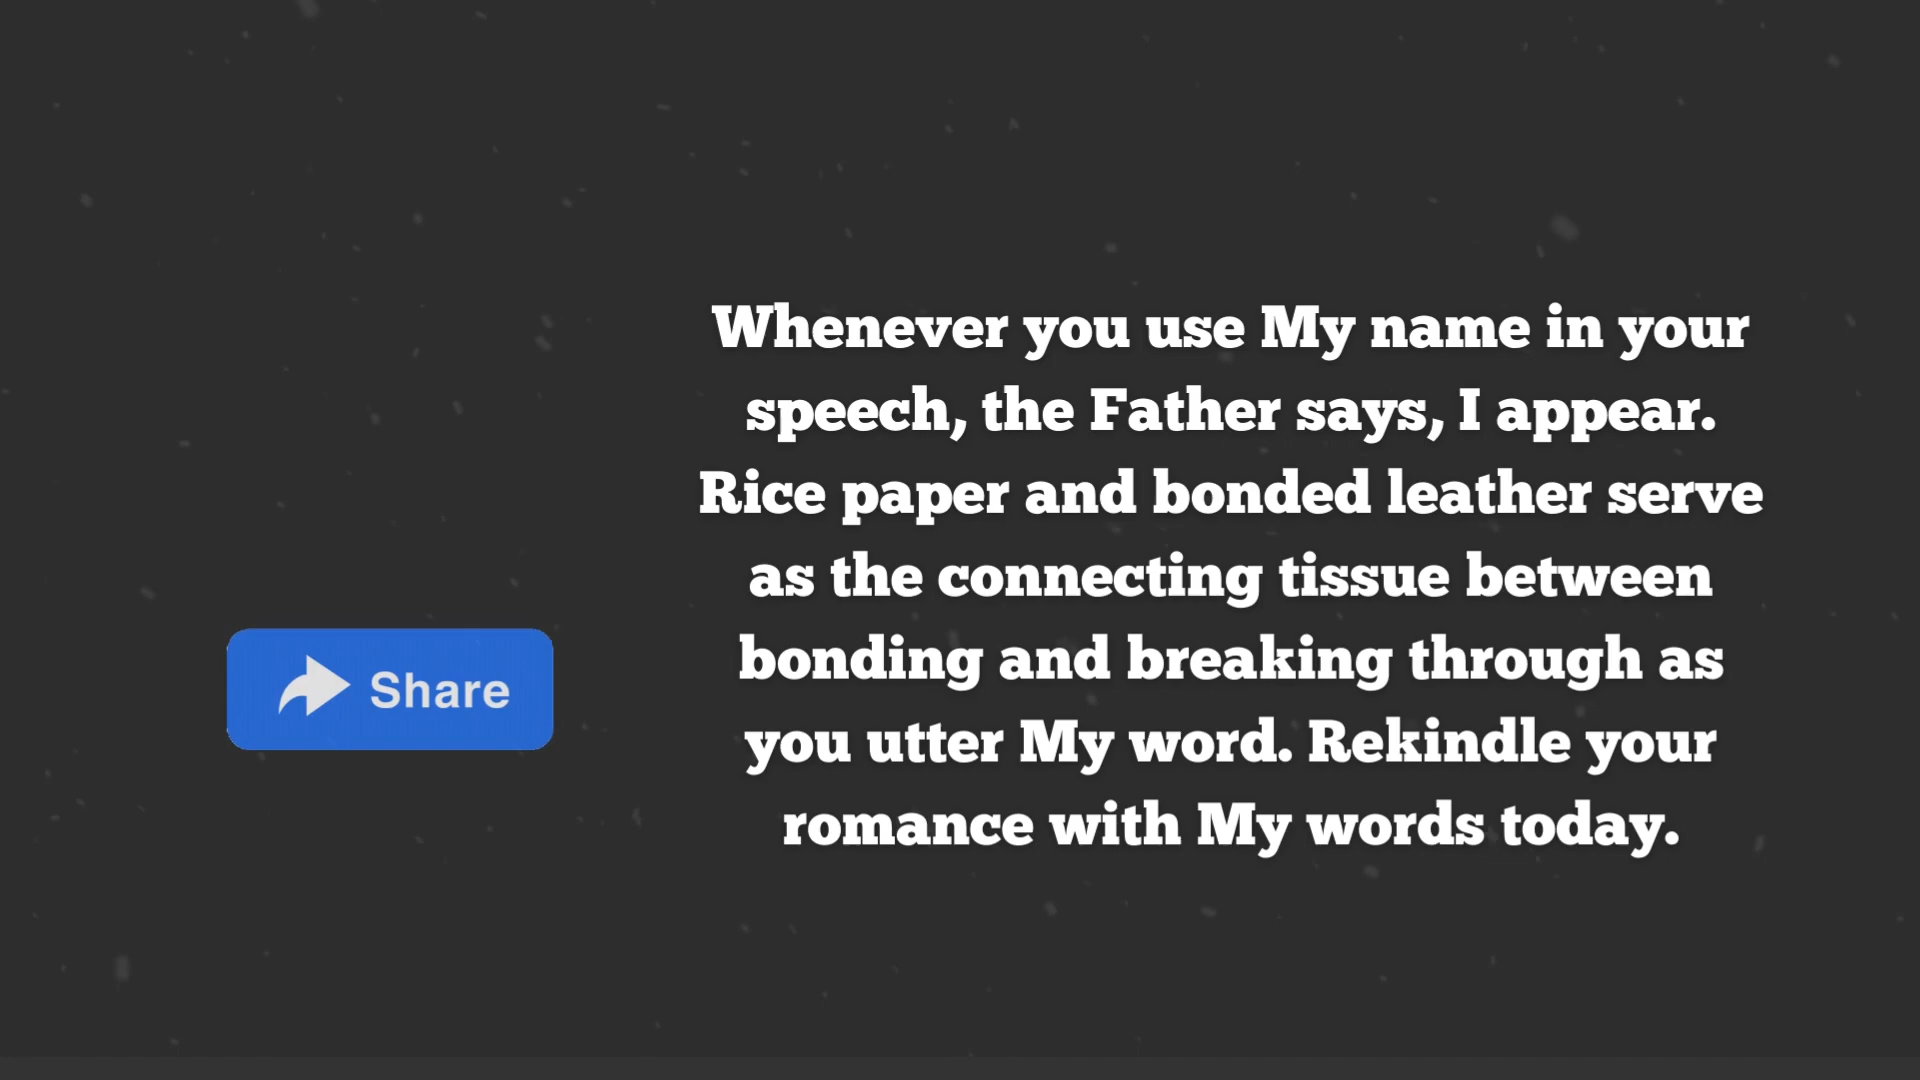 Whenever you use My name in your
speech, the Father says, I appear.
Rice paper and bonded leather serve
as the connecting tissue between
bonding and breaking through as
you utter My word. Rekindle your
romance with My words today.
Share